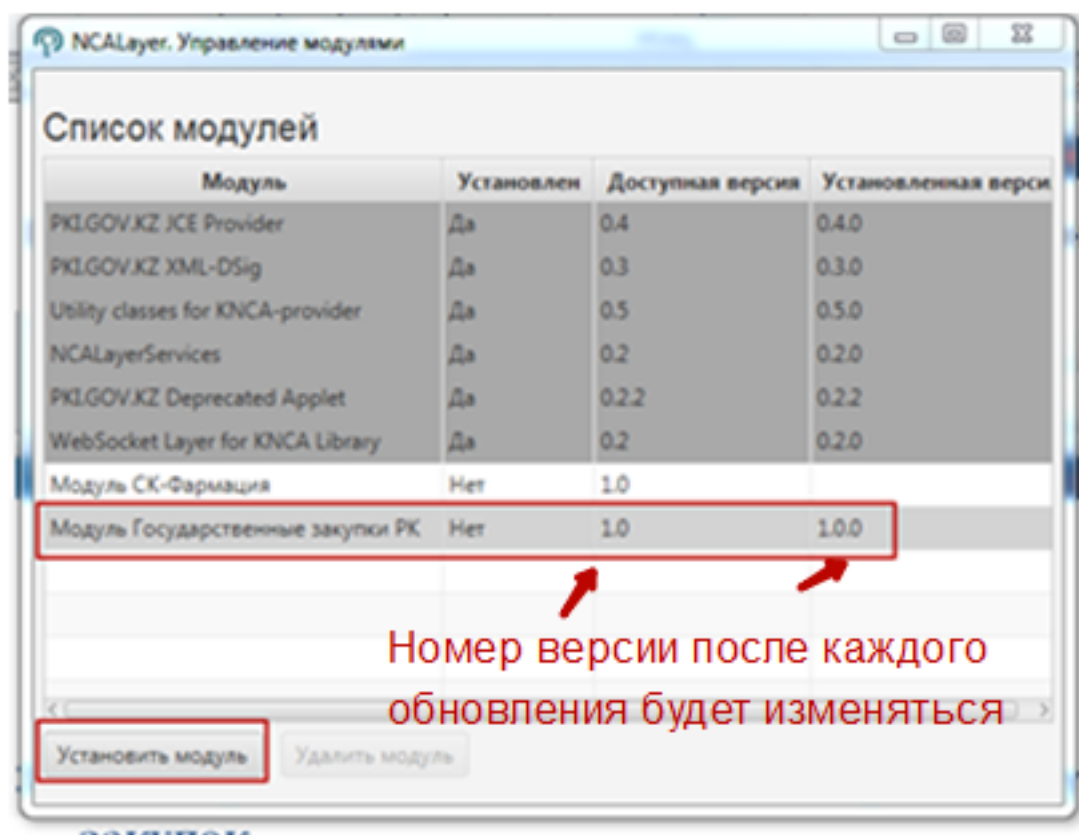 NCALayer. Управление модулями
Список модулей
Модуль Установлен Доступная версия Установленная верси
PKI.GOV.KZ JCE Provider Да 0.4 0.4.0
PKI.GOV.KZ XML-DSig Да 0.3 0.3.0
Utility classes for KNCA-provider Да 0.5 0.5.0
NCALayerServices Да 0.2 0.2.0
PKI.GOV.KZ Deprecated Applet Да 0.2.2 0.2.2
WebSocket Layer for KNCA Library Да 0.2 0.2.0
Модуль СК-Фармация Нет 1.0
Модуль Государственные закупки РК Нет 1.0 1.0.0
Номер версии после каждого
обновления будет изменяться
Установить модуль Удалить модуль